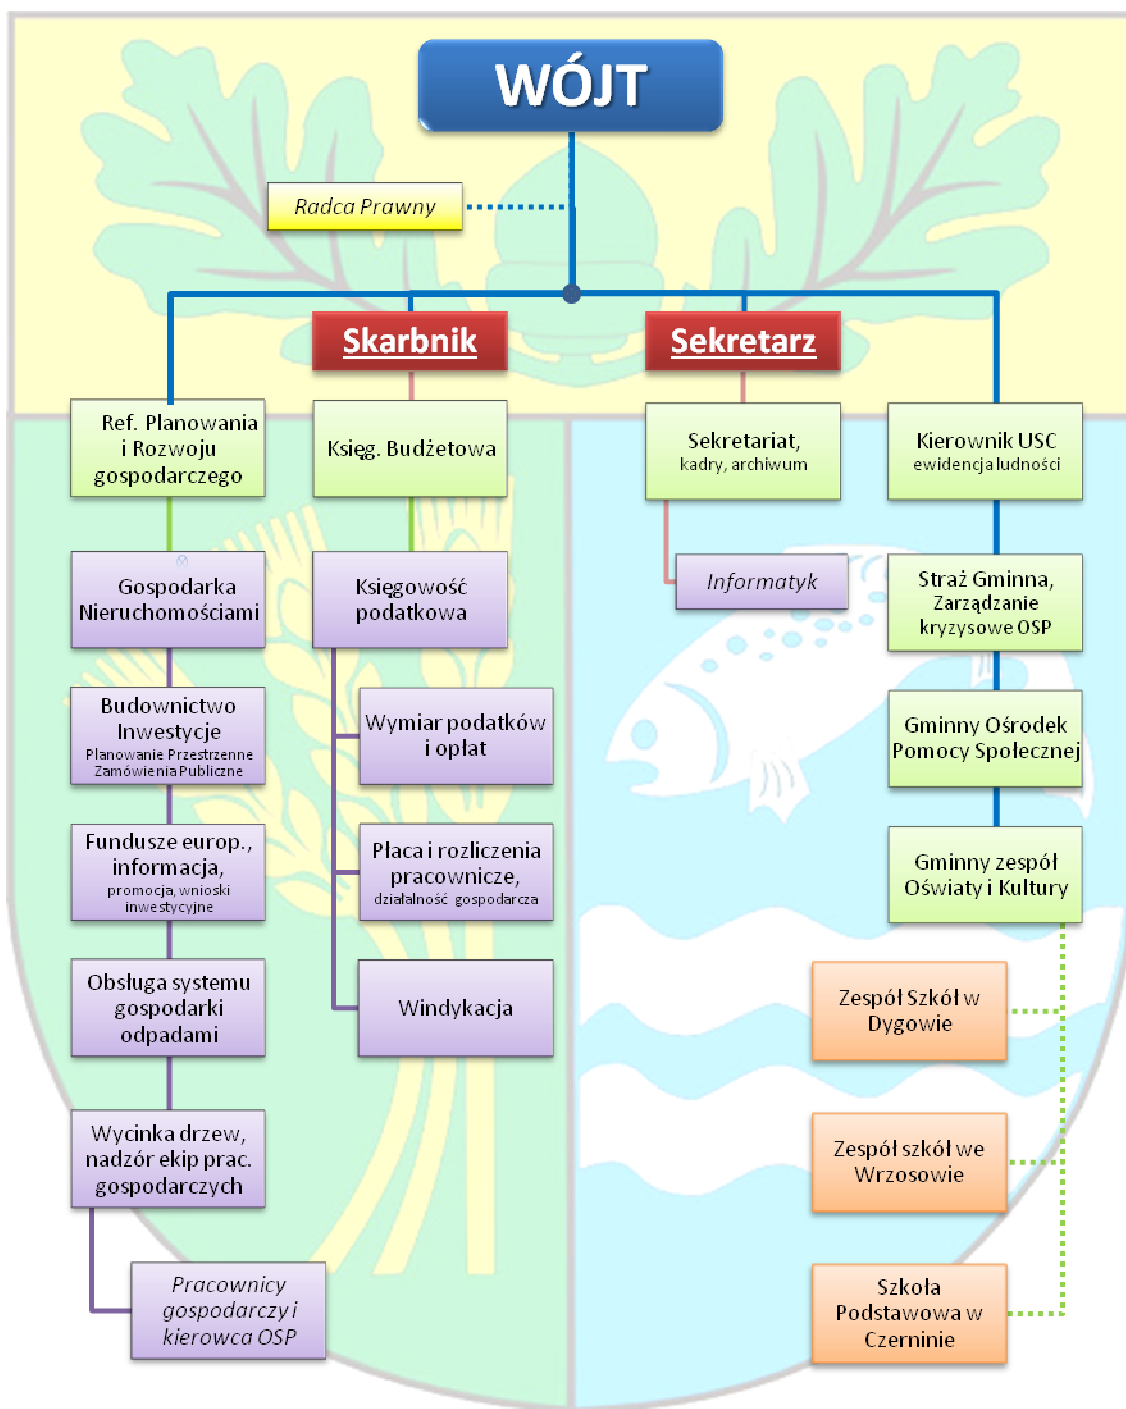 WÓJT
Radca Prawny
Skarbnik
Sekretarz
Ref. Planowania
i Rozwoju
gospodarczego
Księg. Budżetowa
Sekretariat,
kadry, archiwum
Kierownik USC
ewidencja ludności
Gospodarka
Nieruchomościami
Księgowość
podatkowa
Informatyk
Straż Gminna,
Zarządzanie
kryzysowe OSP
Budownictwo
Inwestycje
Planowanie Przestrzenne
Zamówienia Publiczne
Wymiar podatków
i opłat
Gminny Ośrodek
Pomocy Społecznej
Fundusze europ.,
informacja,
promocja, wnioski
inwestycyjne
Płaca i rozliczenia
pracownicze,
działalność gospodarcza
Gminny zespół
Oświaty i Kultury
Obsługa systemu
gospodarki
odpadami
Windykacja
Zespół Szkół w
Dygowie
Wycinka drzew,
nadzór ekip prac.
gospodarczych
Zespół szkół we
Wrzosowie
Pracownicy
gospodarczy i
kierowca OSP
Szkoła
Podstawowa w
Czerninie